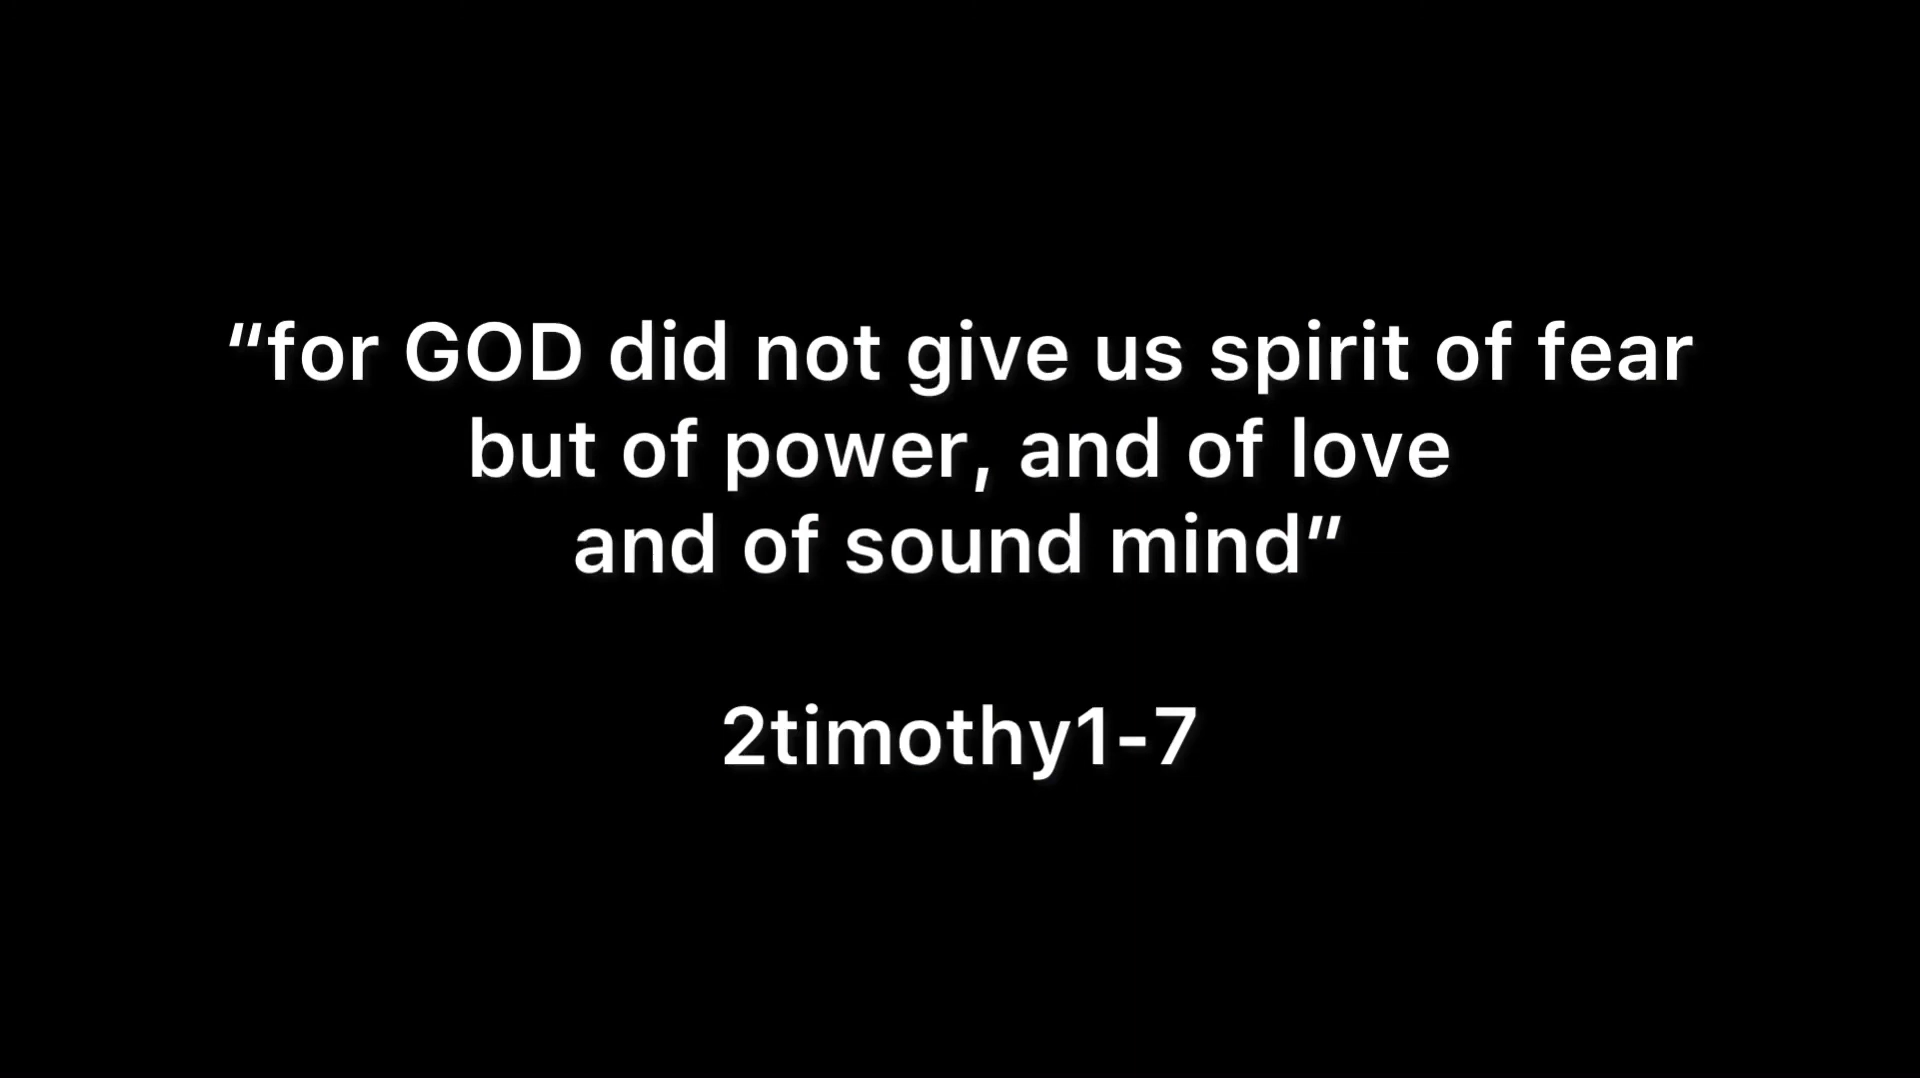 “for GOD did not give us spirit of fear
but of power, and of love
and of sound mind”
2timothy1-7